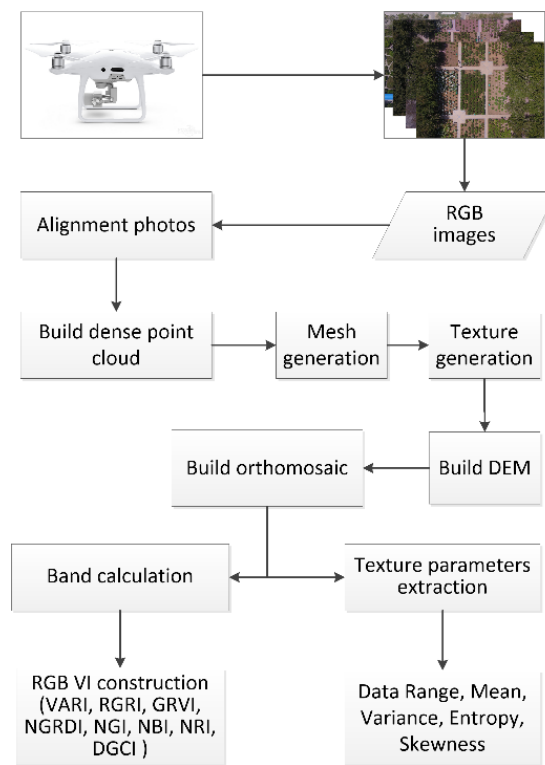 RGB
images
Alignment photos
Build dense point
cloud
Mesh
generation
Texture
generation
Build DEM
Build orthomosaic
Band calculation
Texture parameters
extraction
RGB VI construction
(VARI, RGRI, GRVI,
NGRDI, NGI, NBI, NRI,
DGCI )
Data Range, Mean,
Variance, Entropy,
Skewness